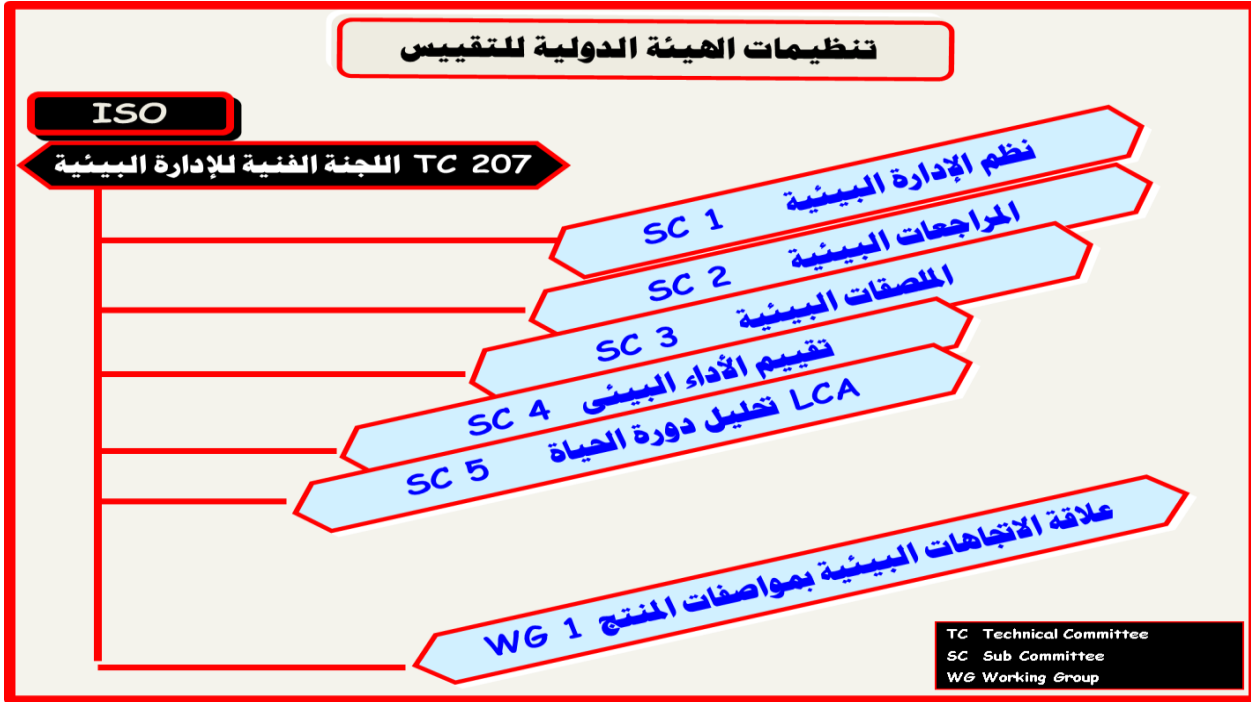 تنظيمات الهيئة الدولية للتقييس
ISO
TC 207 اللجنة الفنية للإدارة البيئية
SC 1 نظم الإدارة البيئية
SC 2 المراجعات البيئية
SC 3 الملصقات البيئية
SC 4 تقييم الأداء البيئى
SC 5 تحليل دورة الحياة LCA
WG 1 علاقة الاتجاهات البيئية بمواصفات المنتج
TC Technical Committee
SC Sub Committee
WG Working Group